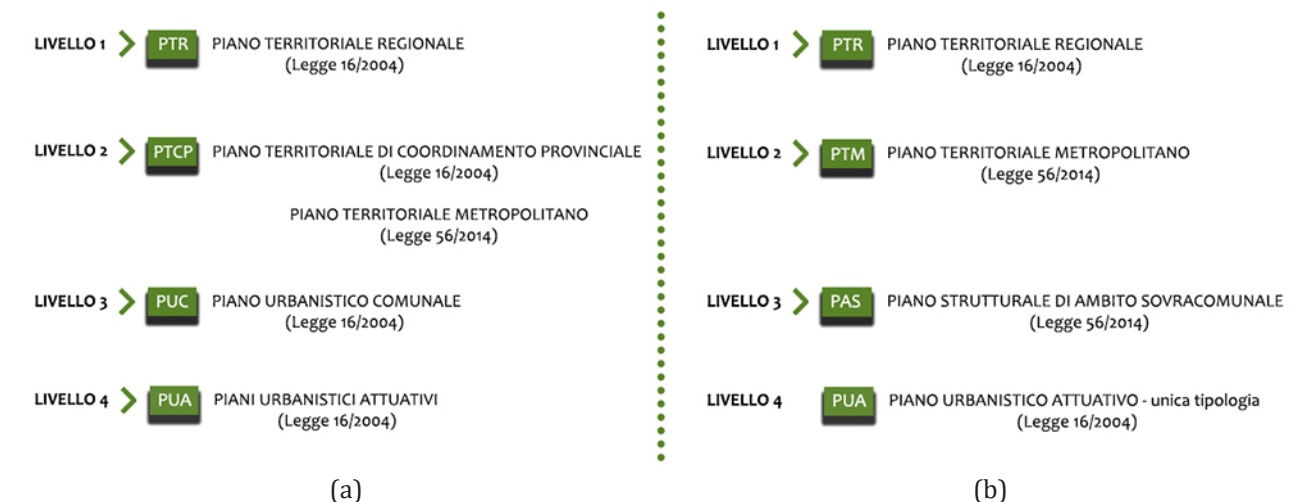 LIVELLO 1 PTR PIANO TERRITORIALE REGIONALE
(Legge 16/2004)
LIVELLO 2 PTCP PIANO TERRITORIALE DI COORDINAMENTO PROVINCIALE
(Legge 16/2004)
PIANO TERRITORIALE METROPOLITANO
(Legge 56/2014)
LIVELLO 3 PUC PIANO URBANISTICO COMUNALE
(Legge 16/2004)
LIVELLO 4 PUA PIANI URBANISTICI ATTUATIVI
(Legge 16/2004)
(a)
LIVELLO 1 PTR PIANO TERRITORIALE REGIONALE
(Legge 16/2004)
LIVELLO 2 PTM PIANO TERRITORIALE METROPOLITANO
(Legge 56/2014)
LIVELLO 3 PAS PIANO STRUTTURALE DI AMBITO SOVRACOMUNALE
(Legge 56/2014)
LIVELLO 4 PUA PIANO URBANISTICO ATTUATIVO - unica tipologia
(Legge 16/2004)
(b)